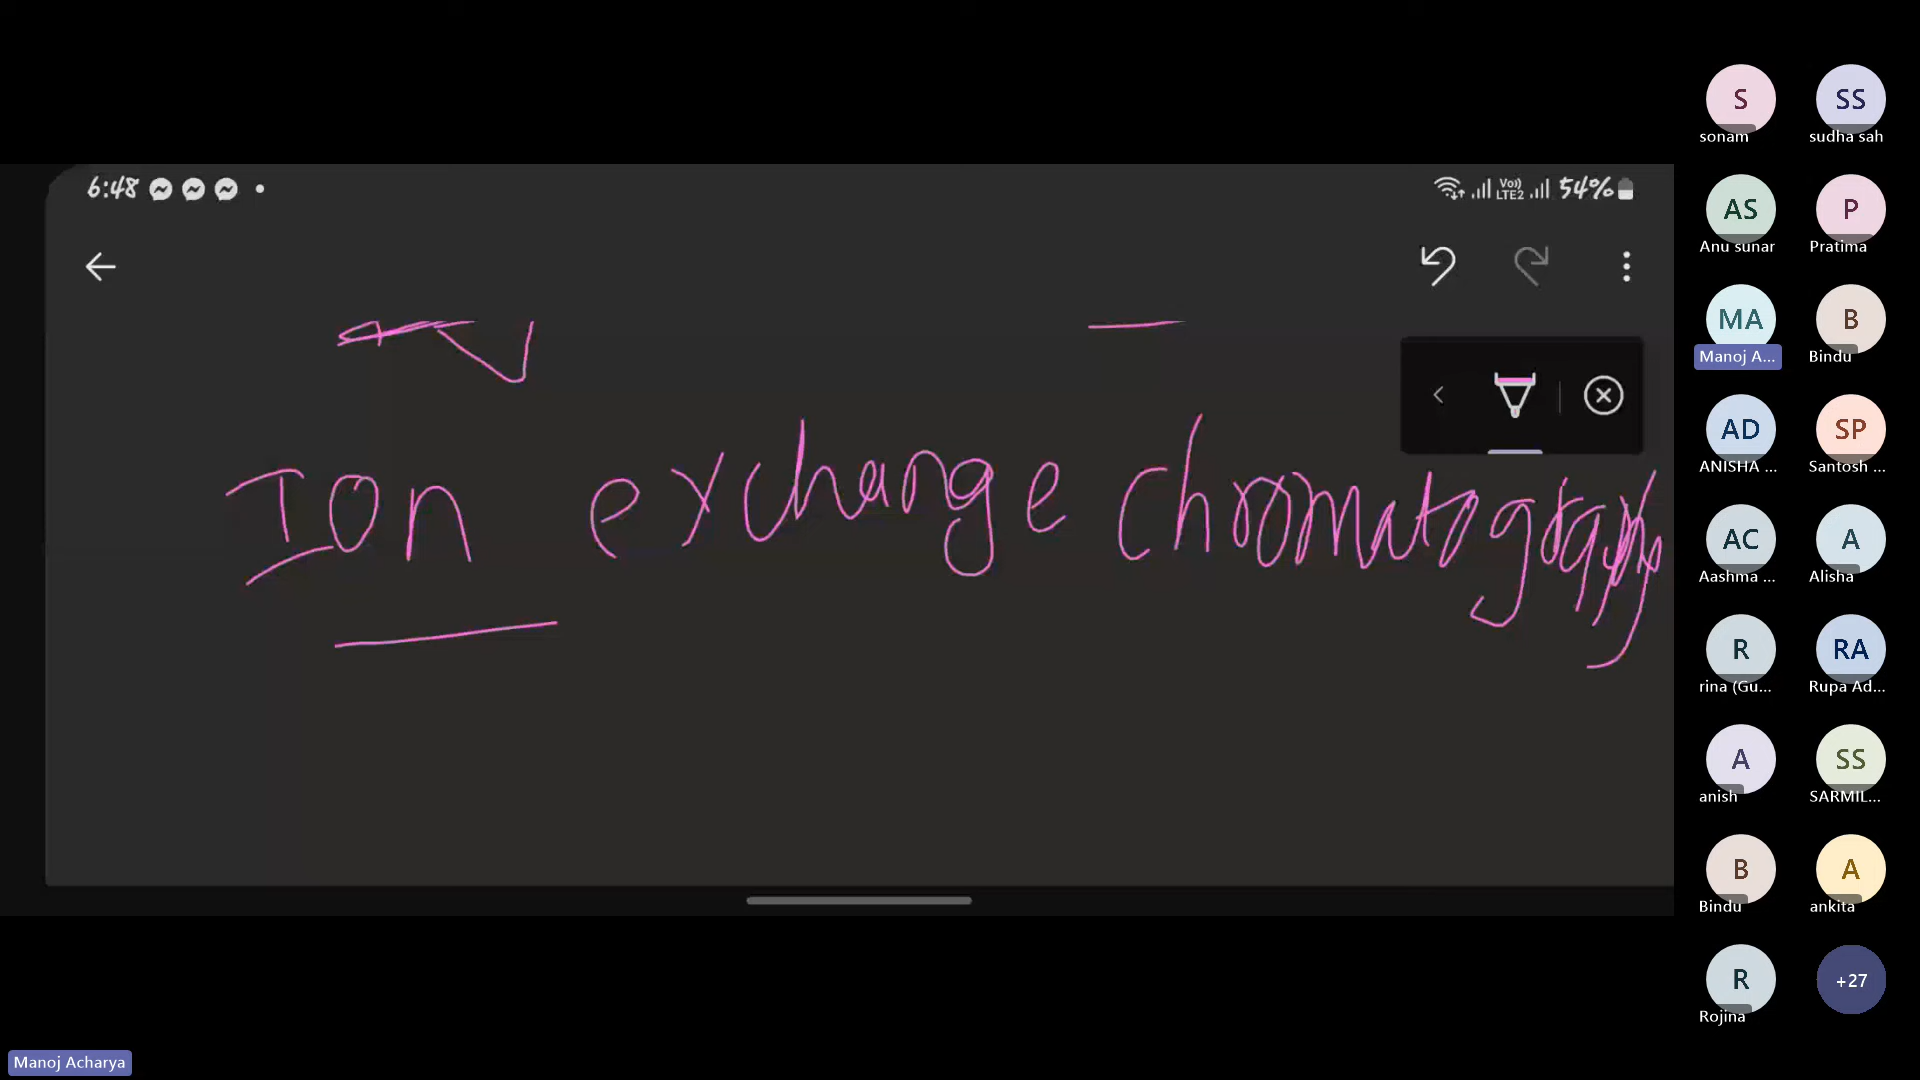 S
sonam
SS
sudha sah
6:48
Vo)
LTE2
54%
AS
Anu sunar
P
Pratima
MA
Manoj A...
B
Bindu
Ion exchange chromatography
AD
ANISHA ...
SP
Santosh ...
AC
Aashma ...
A
Alisha
R
rina (Gu...
RA
Rupa Ad...
A
anish
SS
SARMIL...
B
Bindu
A
ankita
R
Rojina
+27
Manoj Acharya